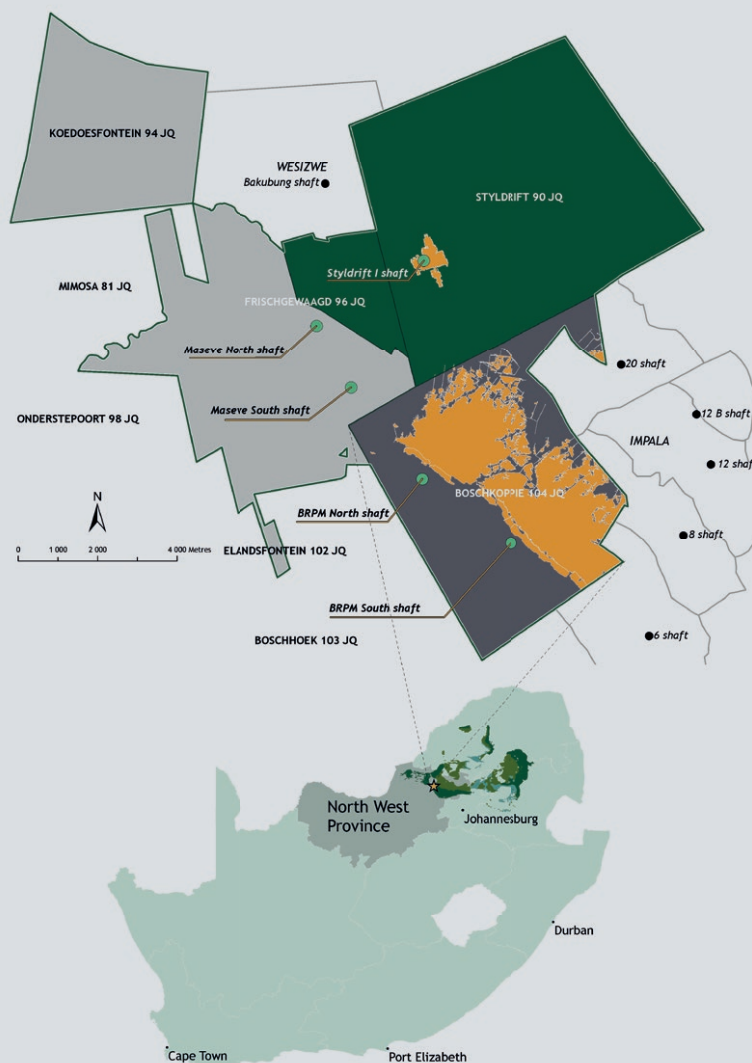 KOEDOESFONTEIN 94 JQ
WESIZWE
Bakubung shaft
STYLDRIFT 90 JQ
Styldrift I shaft
MIMOSA 81 JQ
FRISCHGEWAAGD 96 JQ
Maseve North shaft
20 shaft
Maseve South shaft
ONDERSTEPOORT 98 JQ
12 B shaft
IMPALA
12 shaft
BOSCHKOPPIE 104 JQ
N
BRPM North shaft
8 shaft
ELANDSFONTEIN 102 JQ
0 1 000 2 000 4 000 Metres
BRPM South shaft
BOSCHHOEK 103 JQ
6 shaft
North West
Province
Johannesburg
Durban
Cape Town
Port Elizabeth